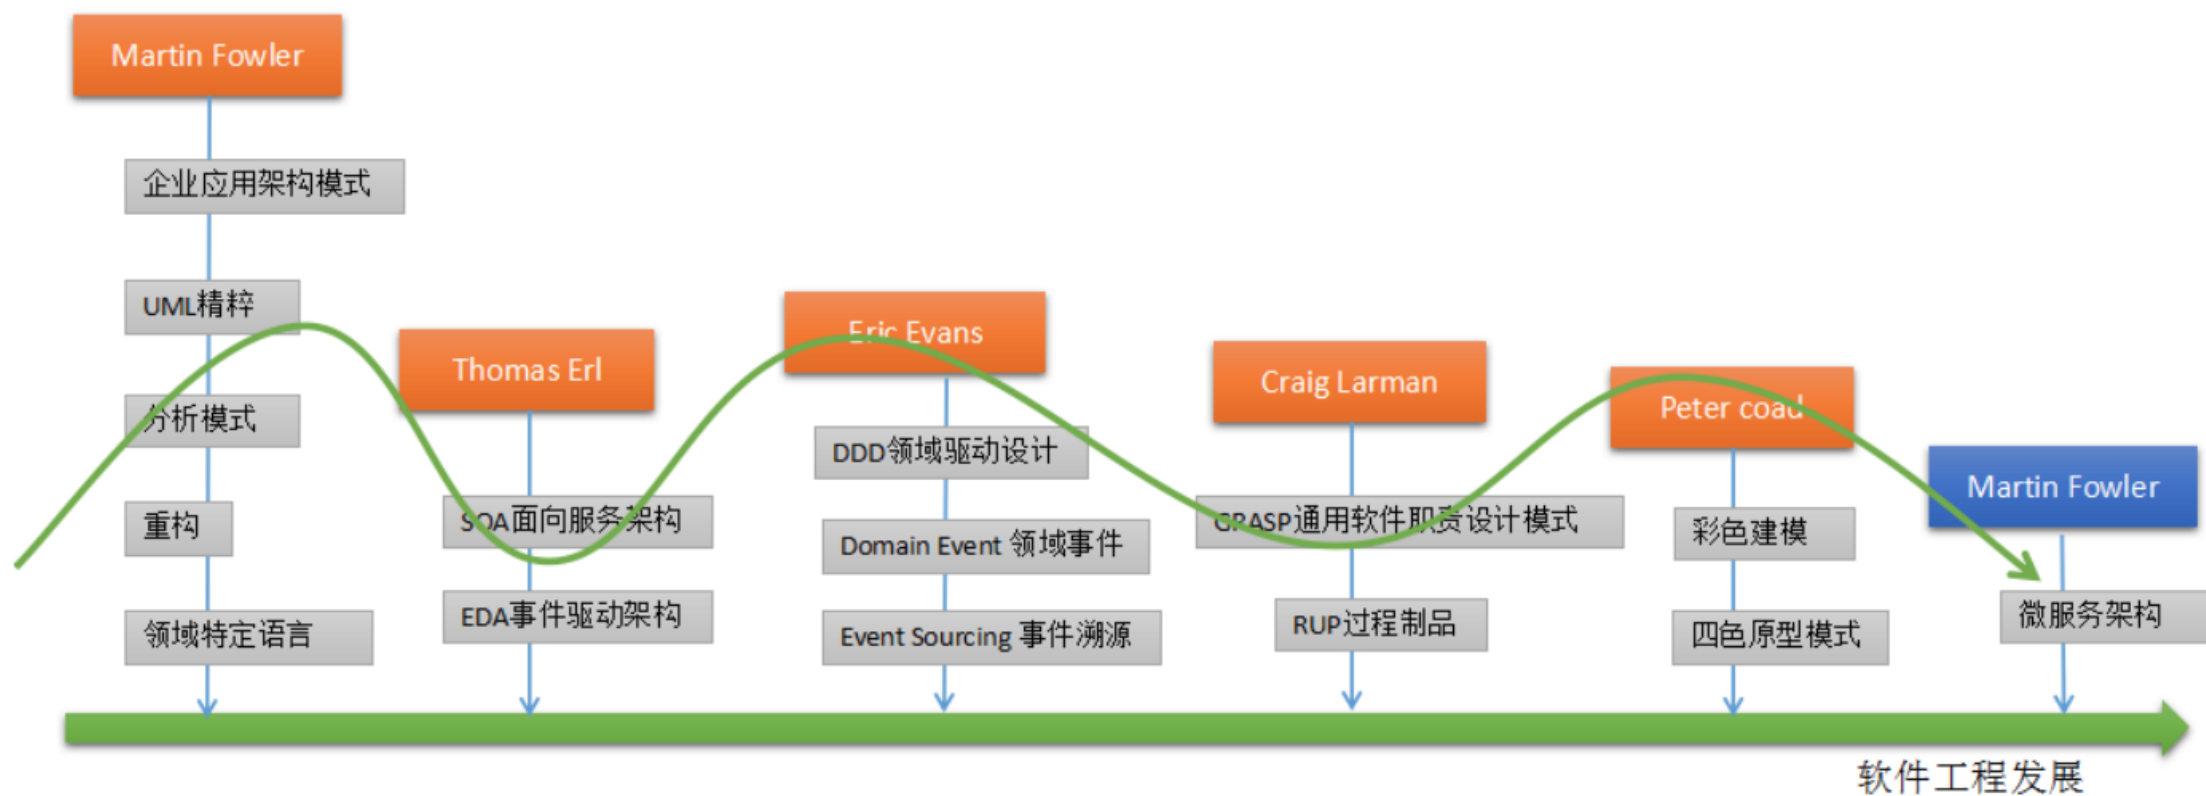 Martin Fowler
企业应用架构模式
UML精粹
分析模式
重构
领域特定语言
Thomas Erl
SOA面向服务架构
EDA事件驱动架构
Eric Evans
DDD领域驱动设计
Domain Event 领域事件
Event Sourcing 事件溯源
Craig Larman
GRASP通用软件职责设计模式
RUP过程制品
Peter coad
彩色建模
四色原型模式
Martin Fowler
微服务架构
软件工程发展